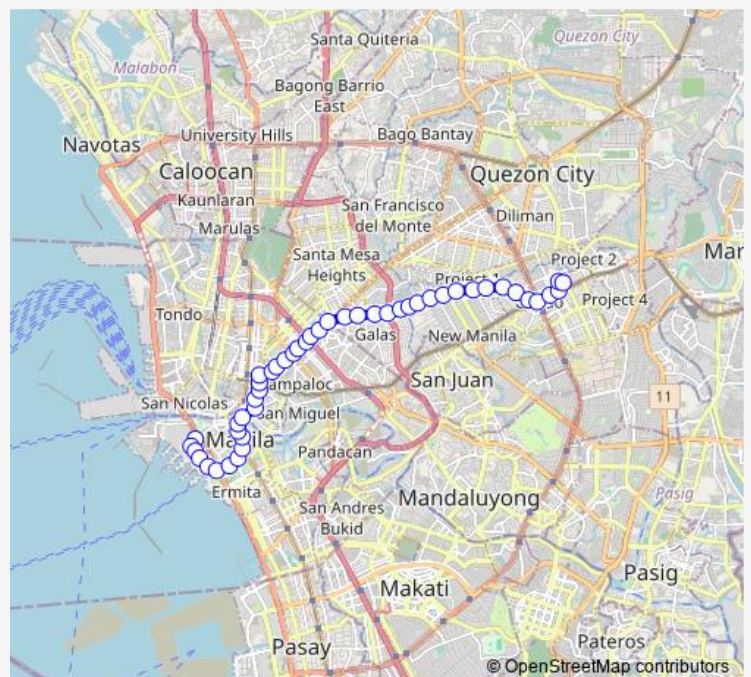 Santa Quiteria
Quezon City
Malabon
Bagong Barrio
East
Navotas
University Hills
Bago Bantay
Caloocan
Quezon City
Kaunlaran
San Francisco
del Monte
Diliman
Marulas
Santa Mesa
Heights
Project 2
Mar
Project 1
Project 4
Tondo
Galas
New Manila
San Juan
San Nicolas
San Miguel
11
Manila
Pandacan
Pasig
Ermita
San Andres
Bukid
Mandaluyong
Makati
Pasig
Pasay
Pateros
© OpenStreetMap contributors